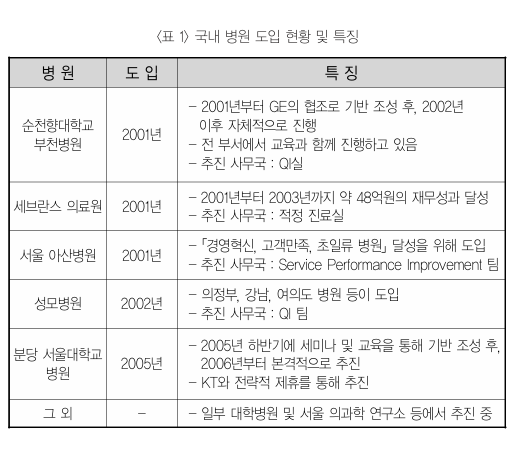 〈표 1〉 국내 병원 도입 현황 및 특징
병 원 도 입 특 징
순천향대학교
부천병원
2001년
- 2001년부터 GE의 협조로 기반 조성 후, 2002년
이후 자체적으로 진행
- 전 부서에서 교육과 함께 진행하고 있음
- 추진 사무국 : QI실
세브란스 의료원 2001년
- 2001년부터 2003년까지 약 48억원의 재무성과 달성
- 추진 사무국 : 적정 진료실
서울 아산병원 2001년
-「경영혁신, 고객만족, 초일류 병원」 달성을 위해 도입
- 추진 사무국 : Service Performance Improvement 팀
성모병원 2002년
- 의정부, 강남, 여의도 병원 등이 도입
- 추진 사무국 : QI 팀
분당 서울대학교
병원
2005년
- 2005년 하반기에 세미나 및 교육을 통해 기반 조성 후,
2006년부터 본격적으로 추진
- KT와 전략적 제휴를 통해 추진
그 외 - - 일부 대학병원 및 서울 의과학 연구소 등에서 추진 중